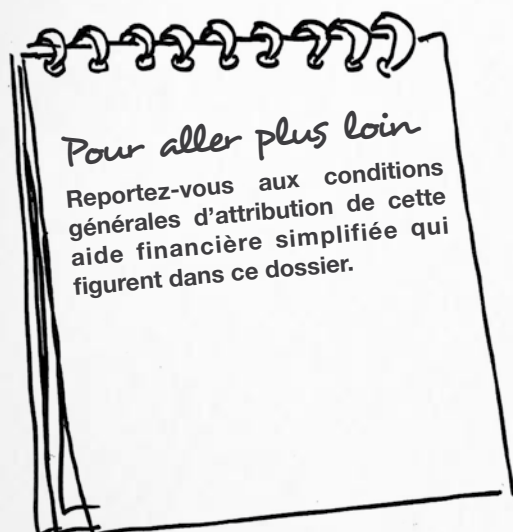 Pour aller plus loin
Reportez-vous aux conditions
générales d'attribution de cette
aide financière simplifiée qui
figurent dans ce dossier.